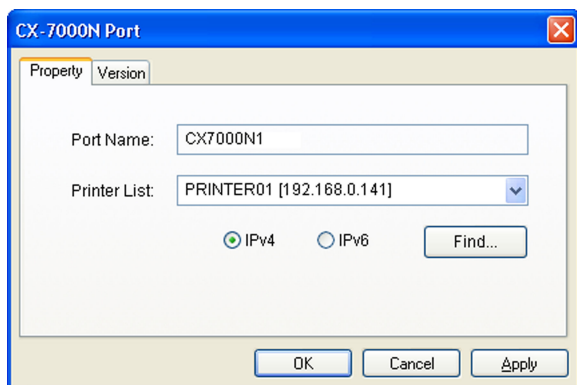 CX-7000N Port
Property Version
Port Name: CX7000N1
Printer List: PRINTER01 [192.168.0.141]
IPv4 IPv6 Find...
OK Cancel Apply